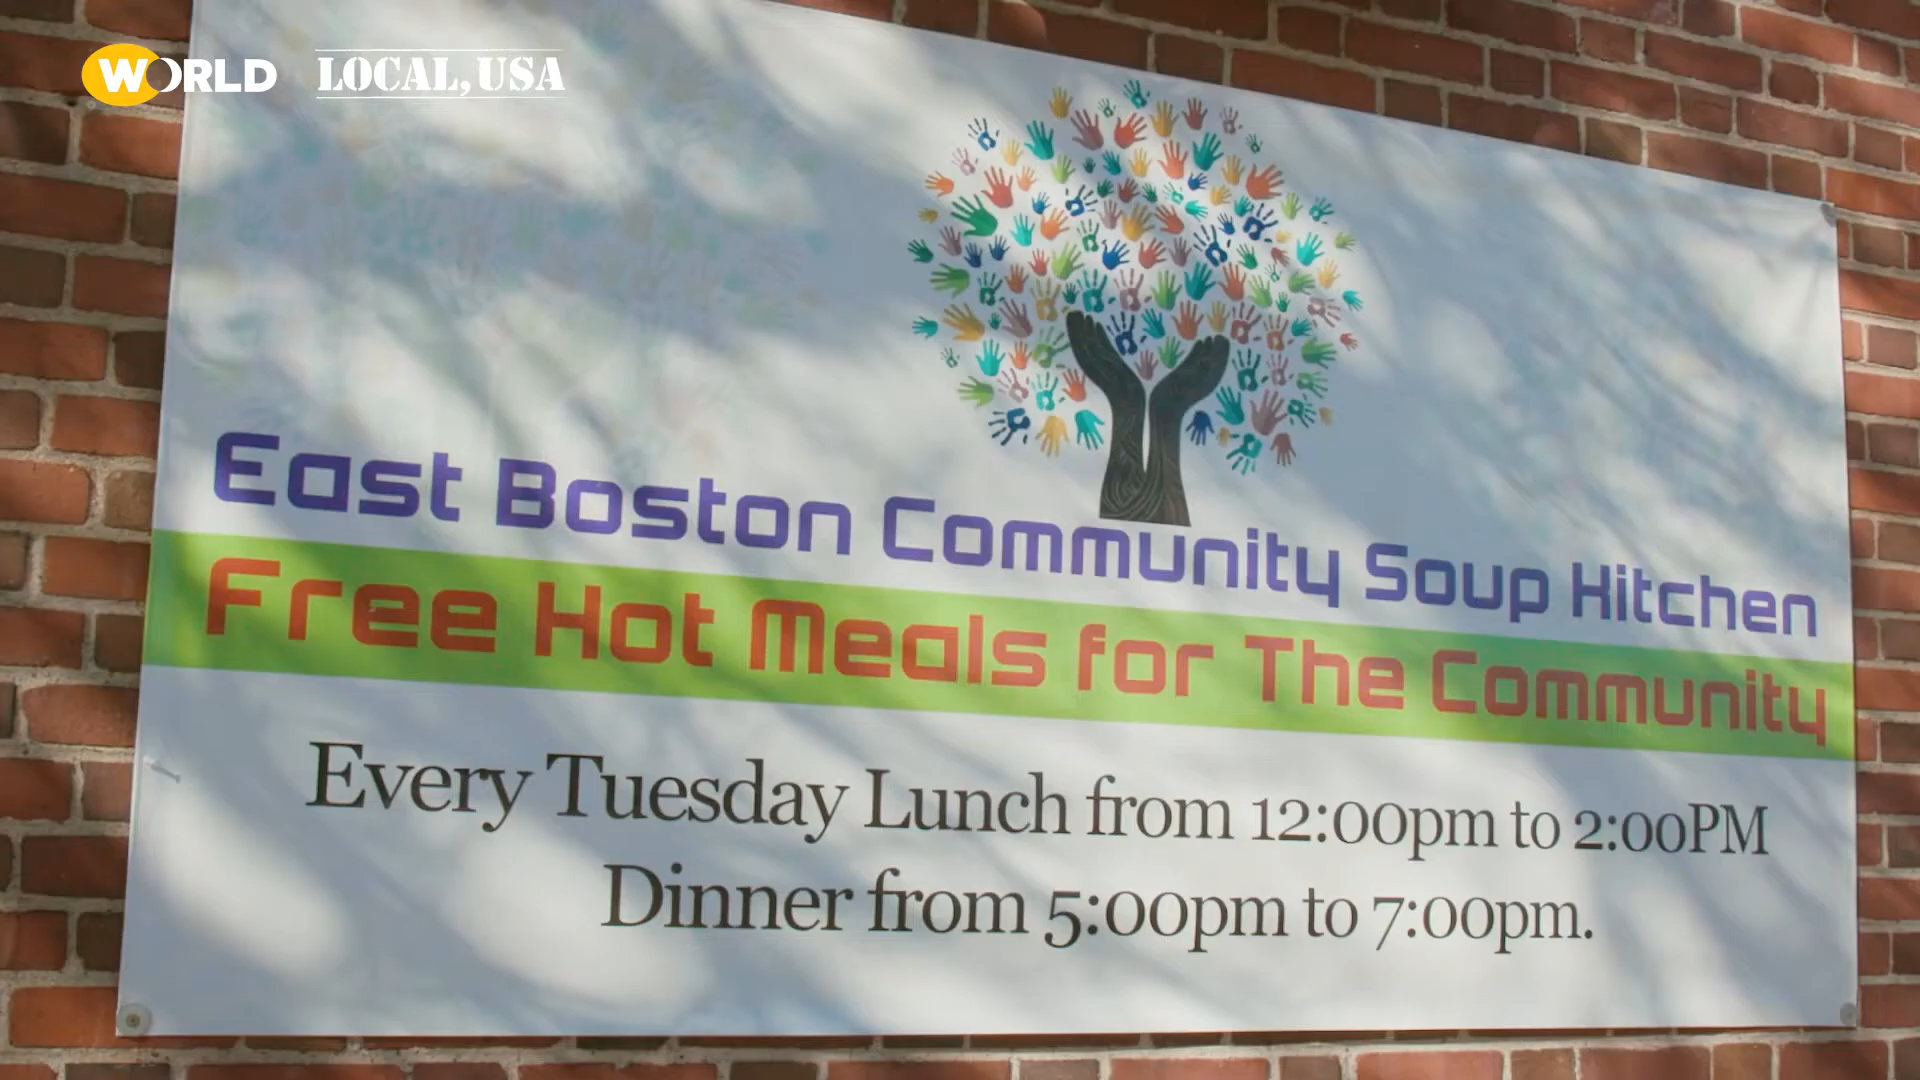 WORLD LOCAL, USA
East Boston Community Soup Kitchen
Free Hot Meals for The Community
Every Tuesday Lunch from 12:00pm to 2:00PM
Dinner from 5:00pm to 7:00pm.